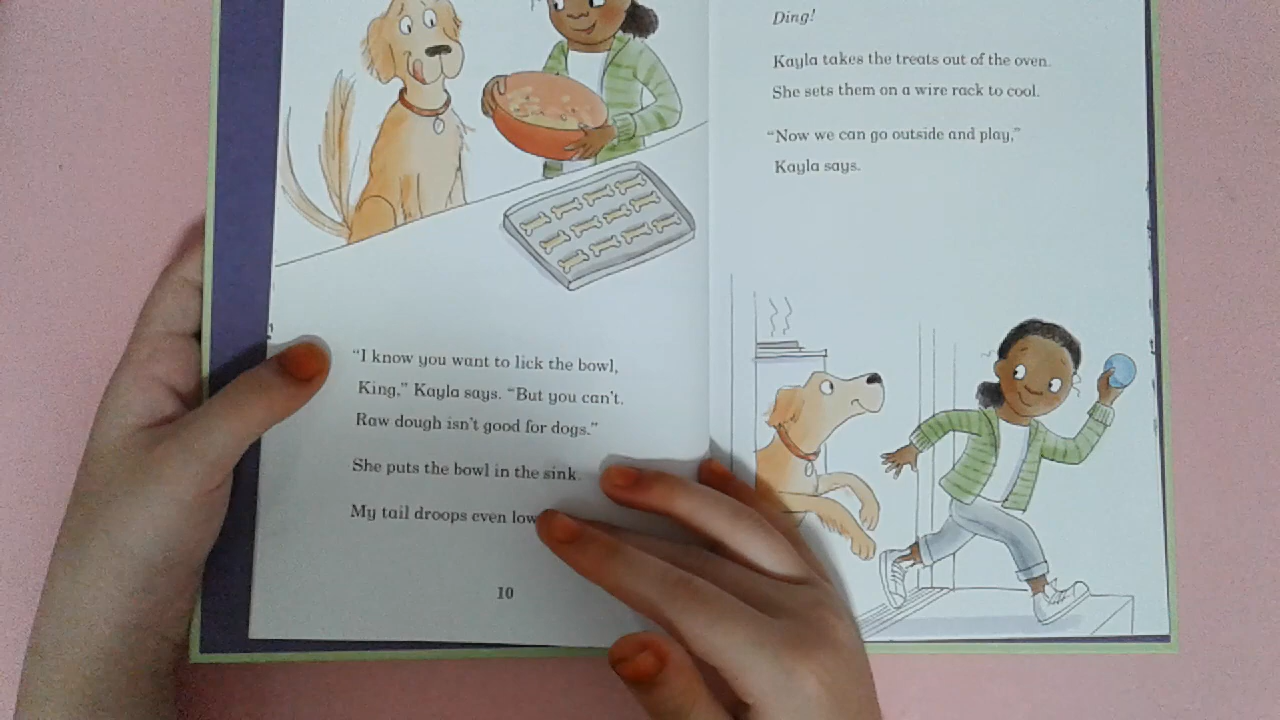 "I know you want to lick the bowl,
King," Kayla says. "But you can't.
Raw dough isn't good for dogs."
She puts the bowl in the sink.
My tail droops even
10
Ding!
Kayla takes the treats out of the oven.
She sets them on a wire rack to cool.
"Now we can go outside and play,"
Kayla says.